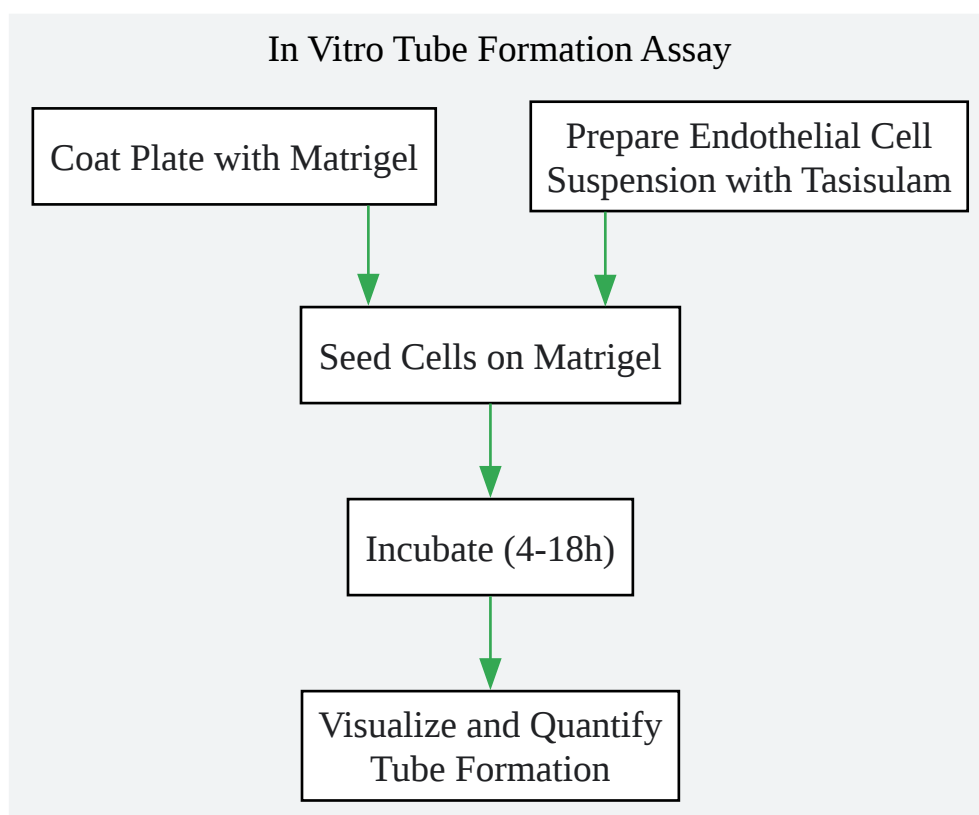 In Vitro Tube Formation Assay
Coat Plate with Matrigel
Prepare Endothelial Cell
Suspension with Tasisulam
Seed Cells on Matrigel
Incubate (4-18h)
Visualize and Quantify
Tube Formation